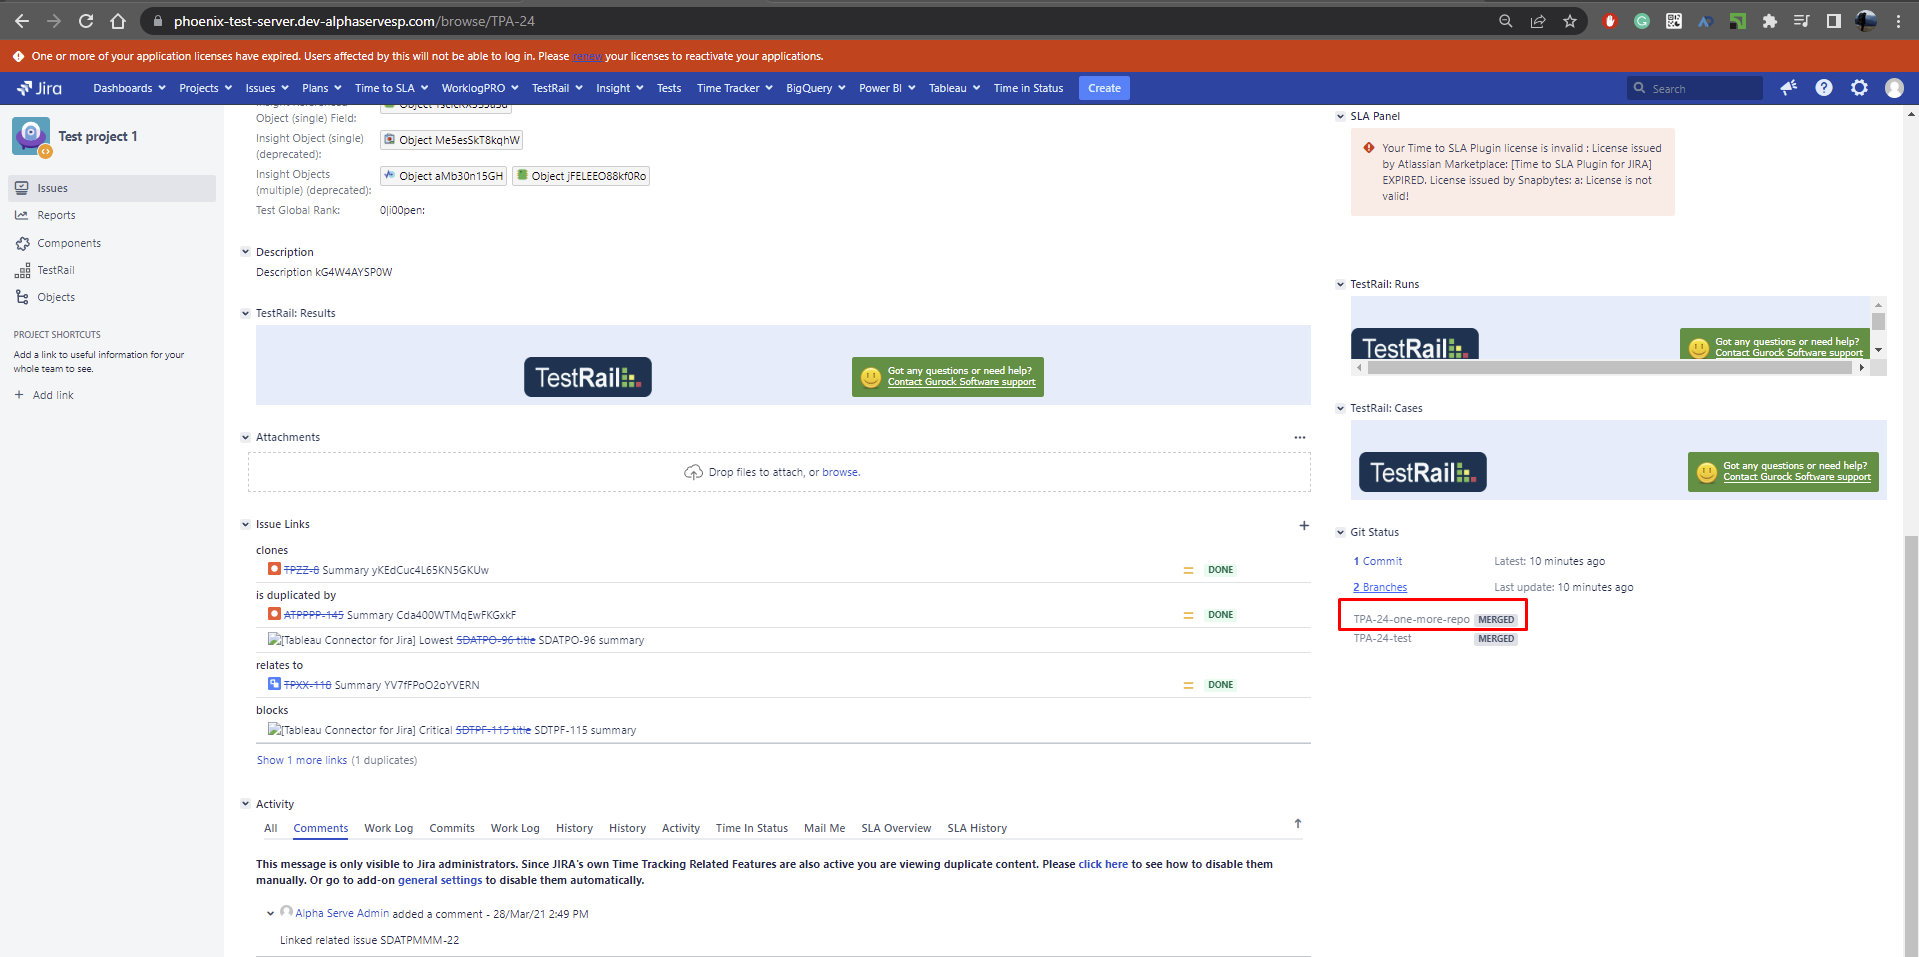 phoenix-test-server.dev-alphaservesp.com/browse/TPA-24
One or more of your application licenses have expired. Users affected by this will not be able to log in. Please renew your licenses to reactivate your applications.
Jira Dashboards Projects Issues Plans Time to SLA WorklogPRO TestRail Insight Tests Time Tracker BigQuery Power BI Tableau Time in Status Create Search
Test project 1
Issues
Reports
Components
TestRail
Objects
PROJECT SHORTCUTS
Add a link to useful information for your
whole team to see.
+ Add link
Object (single) Field:
Insight Object (single)
(deprecated):
Object Me5esSkT8kqhW
Insight Objects
(multiple) (deprecated):
Object aMb30n15GH Object jFELEEO88kf0Ro
Test Global Rank: 0|i00pen:
Description
Description kG4W4AYSP0W
TestRail: Results
TestRail
Got any questions or need help?
Contact Gurock Software support
Attachments
Drop files to attach, or browse.
Issue Links
clones
TPZZ-8 Summary yKEdCuc4L65KN5GKUw DONE
is duplicated by
ATPPPP-145 Summary Cda400WTMqEwFKGxkF DONE
[Tableau Connector for Jira] Lowest SDATPO-96 title SDATPO-96 summary
relates to
TPXX-118 Summary YV7fFPoO2oYVERN DONE
blocks
[Tableau Connector for Jira] Critical SDTPF-115 title SDTPF-115 summary
Show 1 more links (1 duplicates)
Activity
All Comments Work Log Commits Work Log History History Activity Time In Status Mail Me SLA Overview SLA History
This message is only visible to Jira administrators. Since JIRA's own Time Tracking Related Features are also active you are viewing duplicate content. Please click here to see how to disable them
manually. Or go to add-on general settings to disable them automatically.
Alpha Serve Admin added a comment - 28/Mar/21 2:49 PM
Linked related issue SDATPMMM-22
SLA Panel
Your Time to SLA Plugin license is invalid : License issued
by Atlassian Marketplace: [Time to SLA Plugin for JIRA]
EXPIRED. License issued by Snapbytes: a: License is not
valid!
TestRail: Runs
TestRail
Got any questions or need help?
Contact Gurock Software support
TestRail: Cases
TestRail
Got any questions or need help?
Contact Gurock Software support
Git Status
1 Commit Latest: 10 minutes ago
2 Branches Last update: 10 minutes ago
TPA-24-one-more-repo MERGED
TPA-24-test MERGED